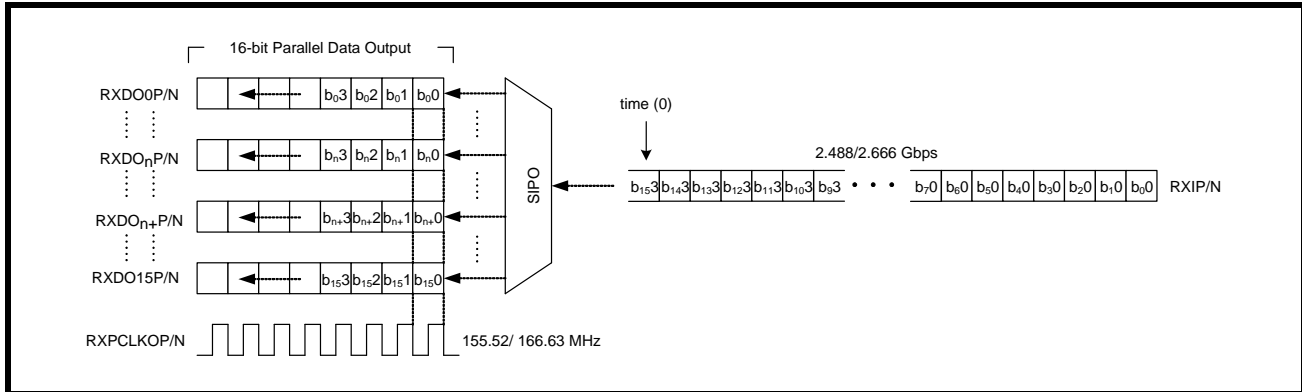 16-bit Parallel Data Output
RXDO0P/N
b₀3 b₀2 b₀1 b₀0
time (0)
RXDOnP/N
bn3 bn2 bn1 bn0
2.488/2.666 Gbps
SIPO
b₁₅3 b₁₄3 b₁₃3 b₁₂3 b₁₁3 b₁₀3 b₉3 • • • b₇0 b₆0 b₅0 b₄0 b₃0 b₂0 b₁0 b₀0 RXIP/N
RXDOn+P/N
bn+3 bn+2 bn+1 bn+0
RXDO15P/N
b₁₅3 b₁₅2 b₁₅1 b₁₅0
RXPCLKOP/N
155.52/ 166.63 MHz